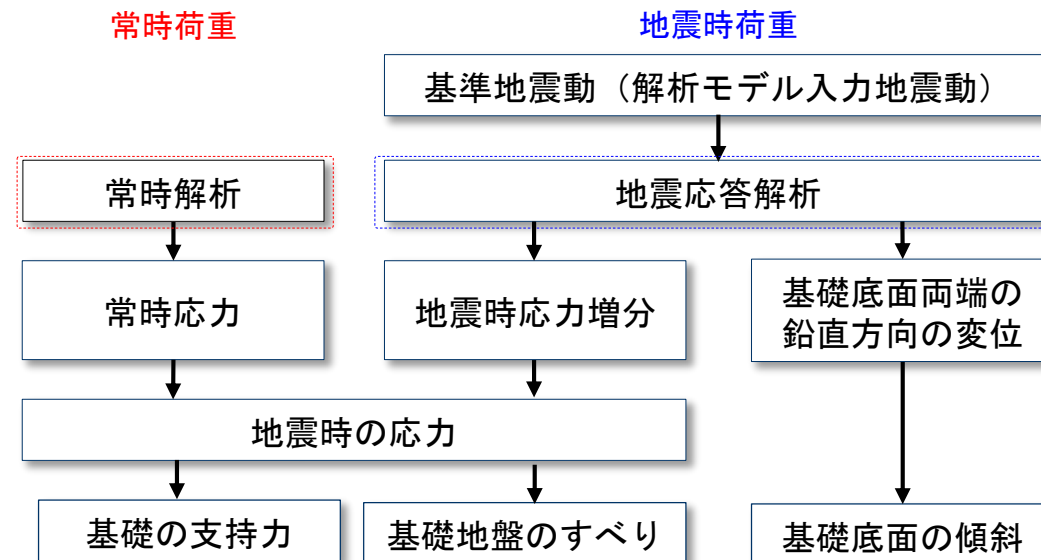 常時荷重
地震時荷重
基準地震動（解析モデル入力地震動）
常時解析
地震応答解析
常時応力
地震時応力増分
基礎底面両端の
鉛直方向の変位
地震時の応力
基礎の支持力
基礎地盤のすべり
基礎底面の傾斜